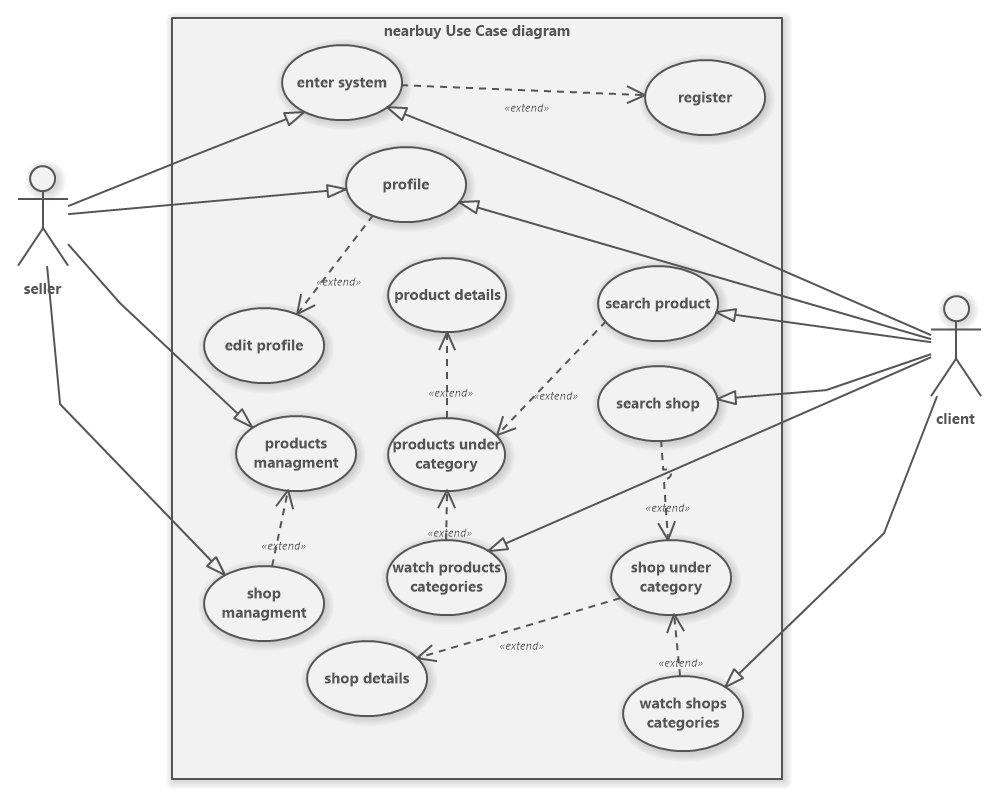 nearbuy Use Case diagram
enter system
«extend»
register
profile
seller
«extend»
product details
search product
edit profile
«extend»
«extend»
search shop
client
products
managment
products under
category
«extend»
«extend»
«extend»
watch products
categories
shop under
category
shop
managment
«extend»
shop details
«extend»
watch shops
categories